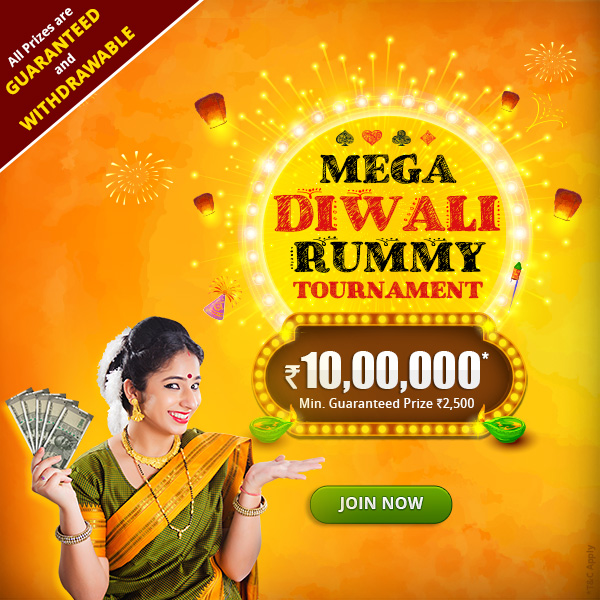 All Prizes are
GUARANTEED
and
WITHDRAWABLE
MEGA
DIWALI
RUMMY
TOURNAMENT
₹10,00,000*
Min. Guaranteed Prize ₹2,500
JOIN NOW
*T&C Apply